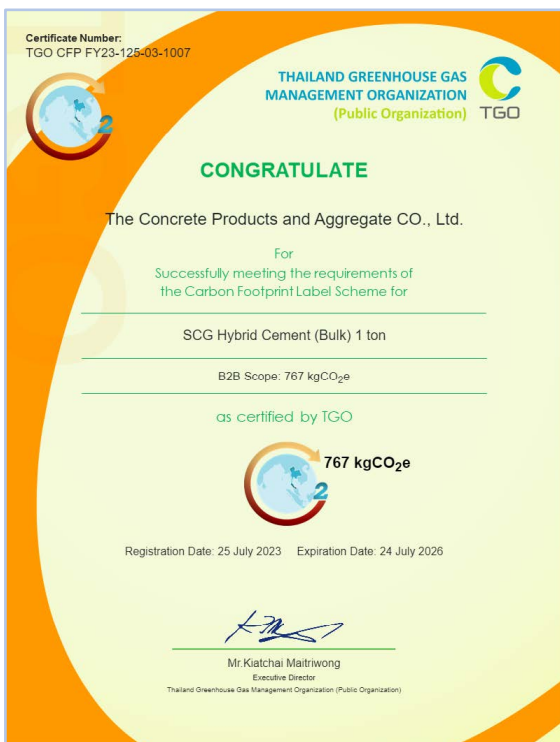 Certificate Number:
TGO CFP FY23-125-03-1007
THAILAND GREENHOUSE GAS
MANAGEMENT ORGANIZATION
(Public Organization)
TGO
2
CONGRATULATE
The Concrete Products and Aggregate CO., Ltd.
For
Successfully meeting the requirements of
the Carbon Footprint Label Scheme for
SCG Hybrid Cement (Bulk) 1 ton
B2B Scope: 767 kgCO₂e
as certified by TGO
767 kgCO₂e
2
Registration Date: 25 July 2023 Expiration Date: 24 July 2026
Mr.Kiatchai Maitriwong
Executive Director
Thailand Greenhouse Gas Management Organization (Public Organization)